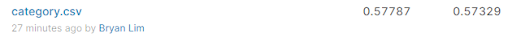 category.csv 0.57787 0.57329
27 minutes ago by Bryan Lim